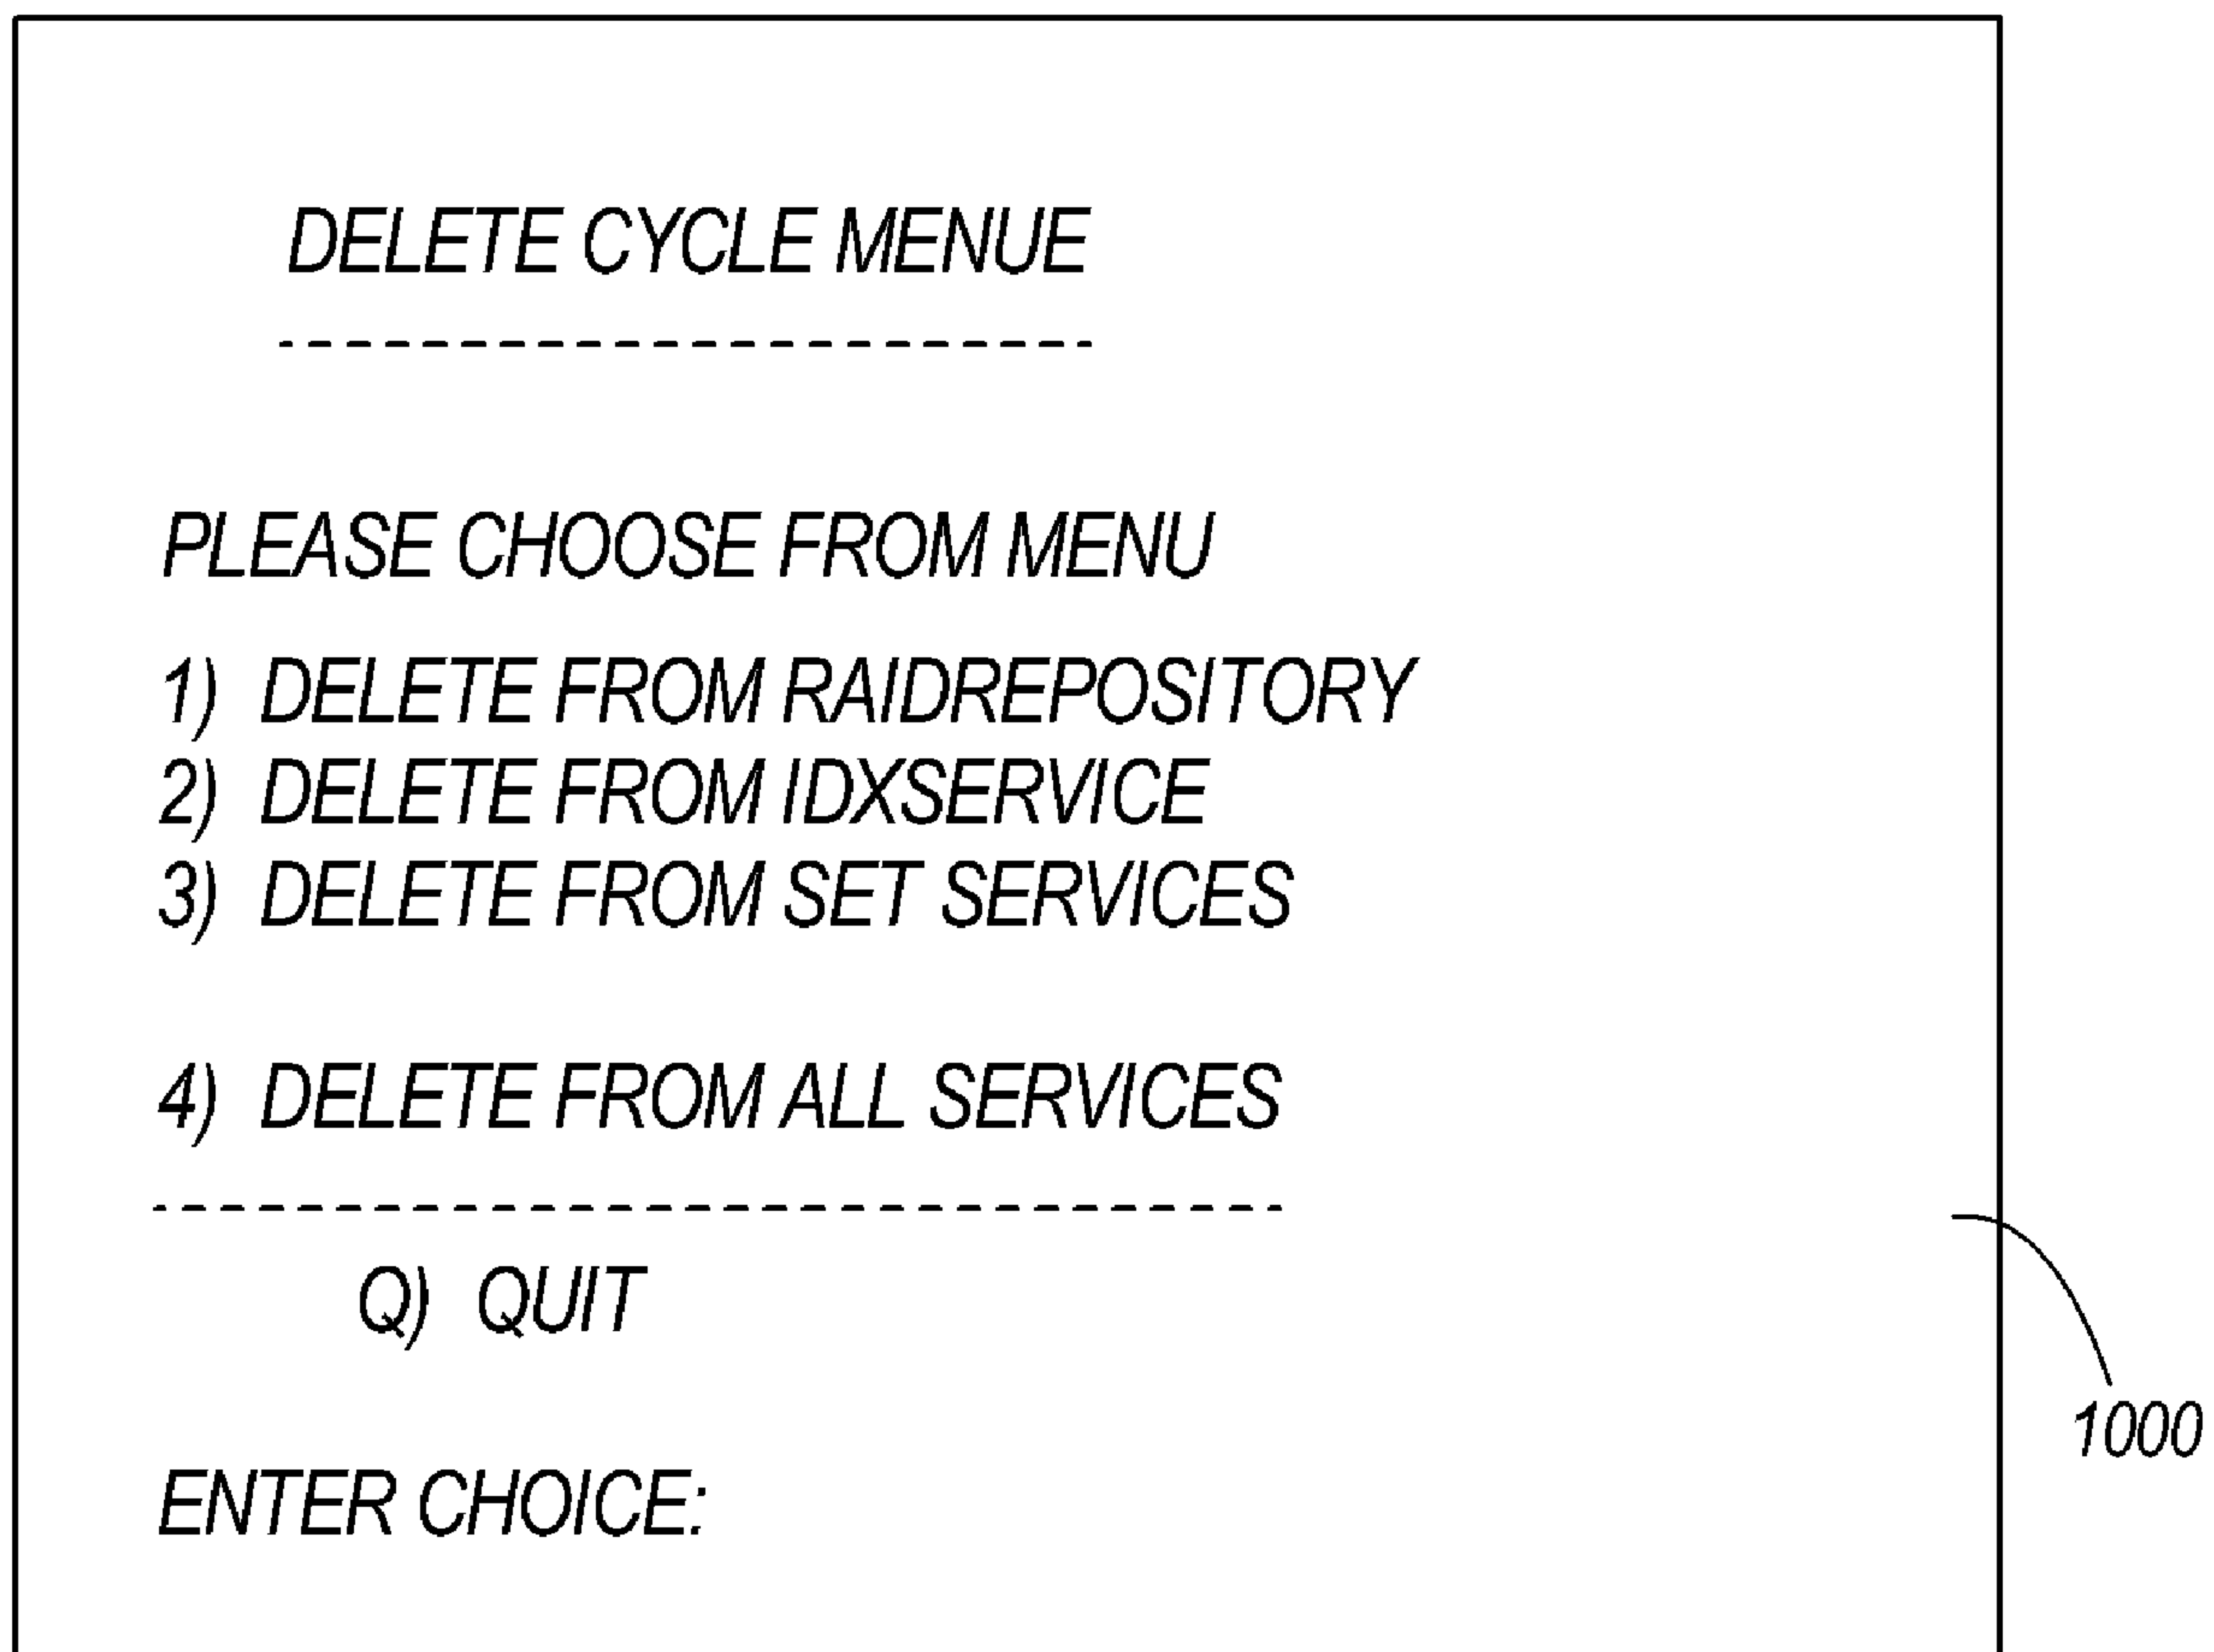 DELETE CYCLE MENUE
----------------------
PLEASE CHOOSE FROM MENU
1) DELETE FROM RAIDREPOSITORY
2) DELETE FROM IDXSERVICE
3) DELETE FROM SET SERVICES
4) DELETE FROM ALL SERVICES
------------------------------
Q) QUIT
1000
ENTER CHOICE: